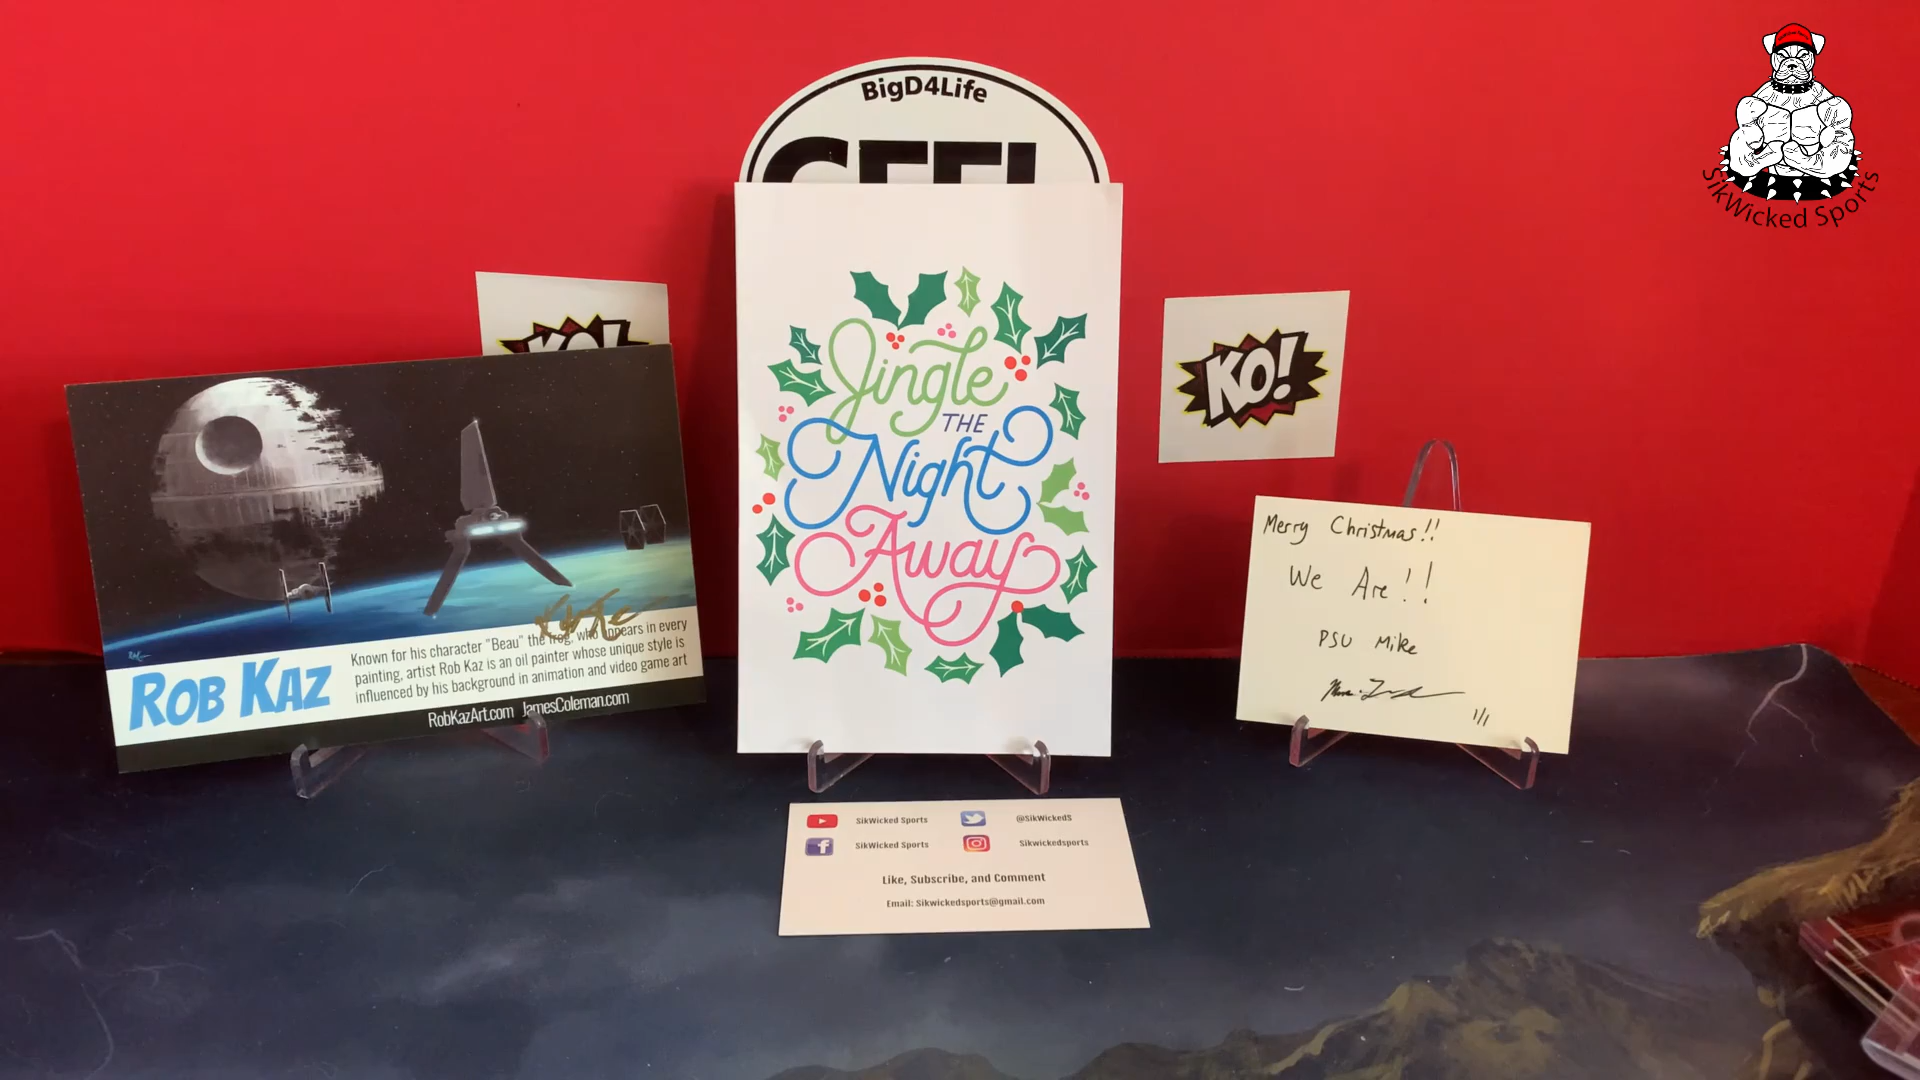 BigD4Life
SikWicked Sports
KO!
Jingle
THE
Night
Away
KO!
Known for his character "Beau" the frog, who appears in every
painting, artist Rob Kaz is an oil painter whose unique style is
influenced by his background in animation and video game art
ROB KAZ
RobKazArt.com JamesColeman.com
Merry Christmas!!
We Are!!
PSU Mike
1/1
SikWicked Sports @SikWickedS
SikWicked Sports Sikwickedsports
Like, Subscribe, and Comment
Email: Sikwickedsports@gmail.com